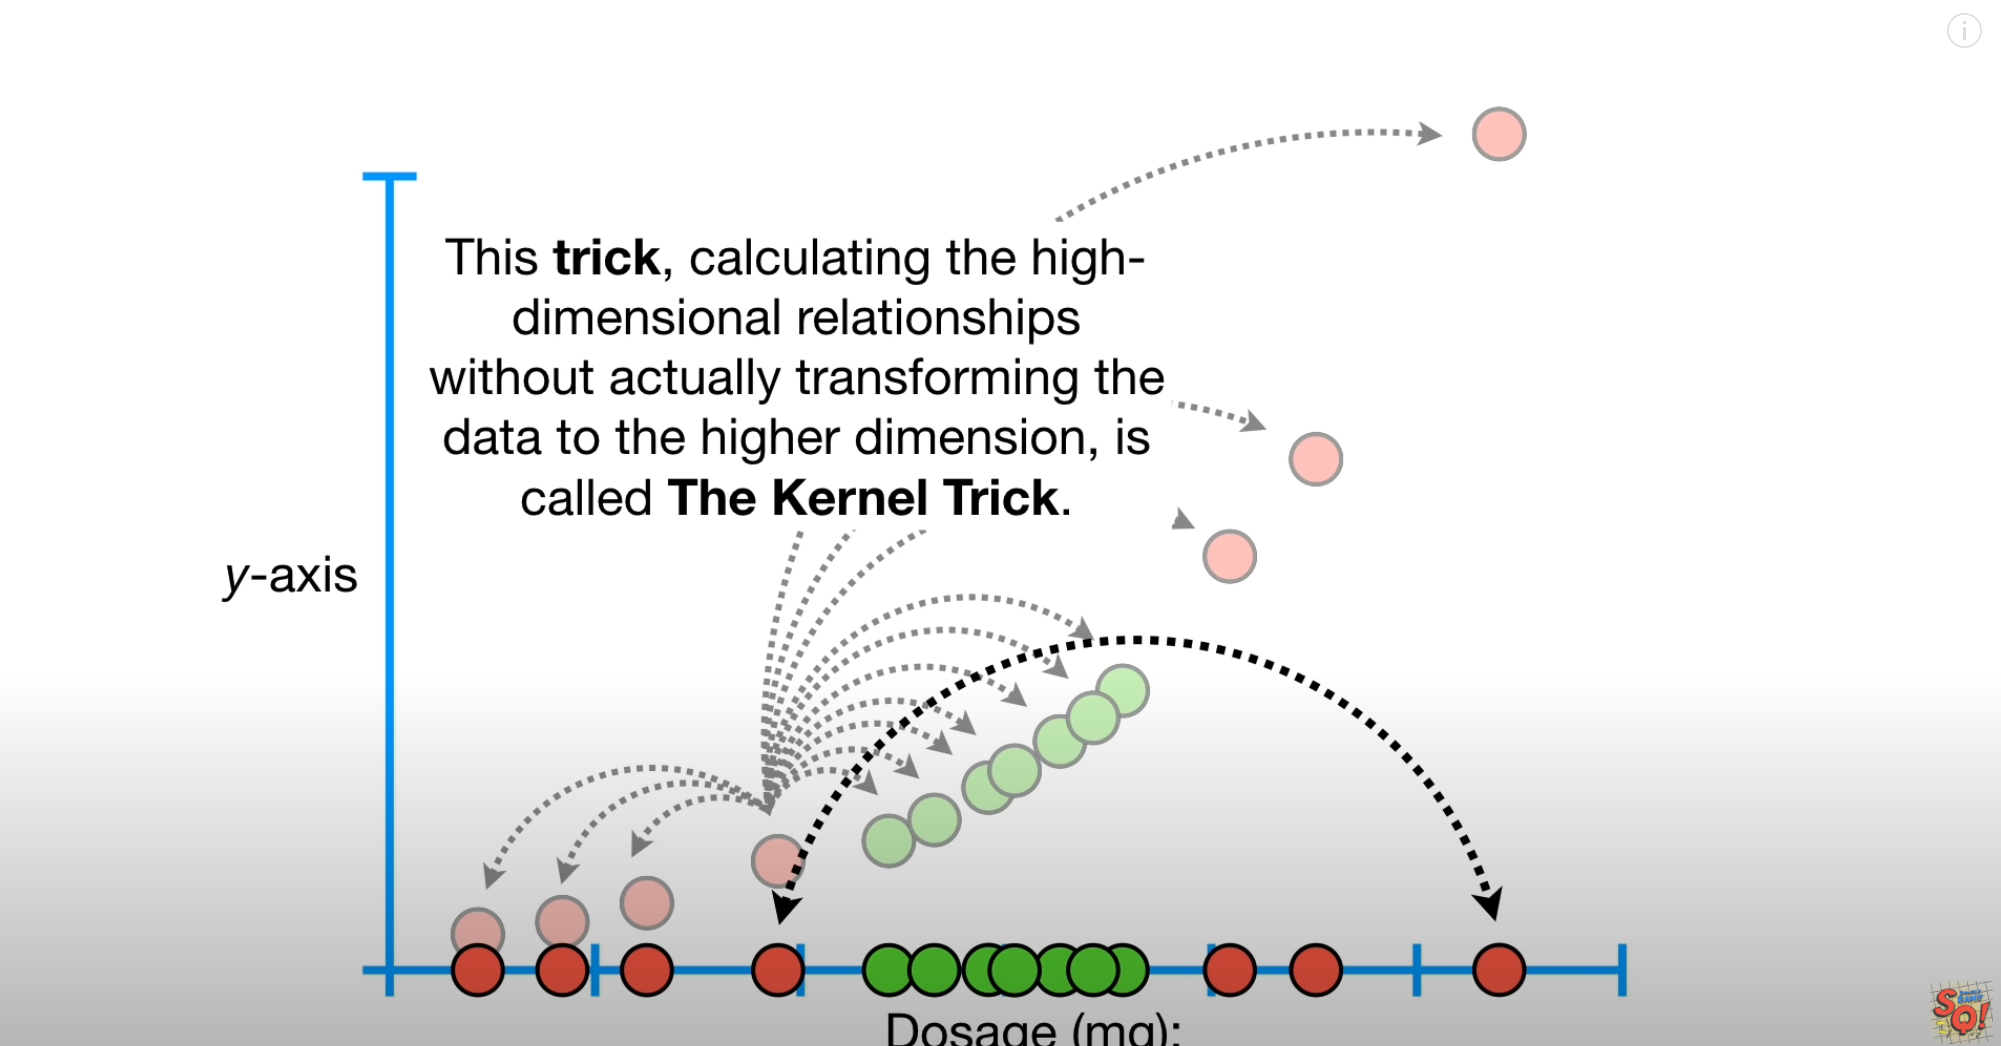 This trick, calculating the high-
dimensional relationships
without actually transforming the
data to the higher dimension, is
called The Kernel Trick.
y-axis
Dosage (mg):
SQ!